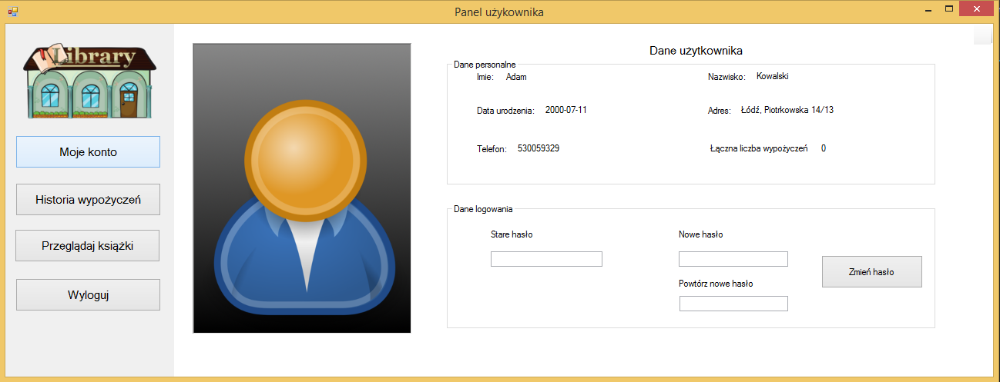 Panel użykownika
Library
Moje konto
Historia wypożyczeń
Przeglądaj książki
Wyloguj
Dane użytkownika
Dane personalne
Imie: Adam
Nazwisko: Kowalski
Data urodzenia: 2000-07-11
Adres: Łódź, Piotrkowska 14/13
Telefon: 530059329
Łączna liczba wypożyczeń 0
Dane logowania
Stare hasło
Nowe hasło
Zmień hasło
Powtórz nowe hasło